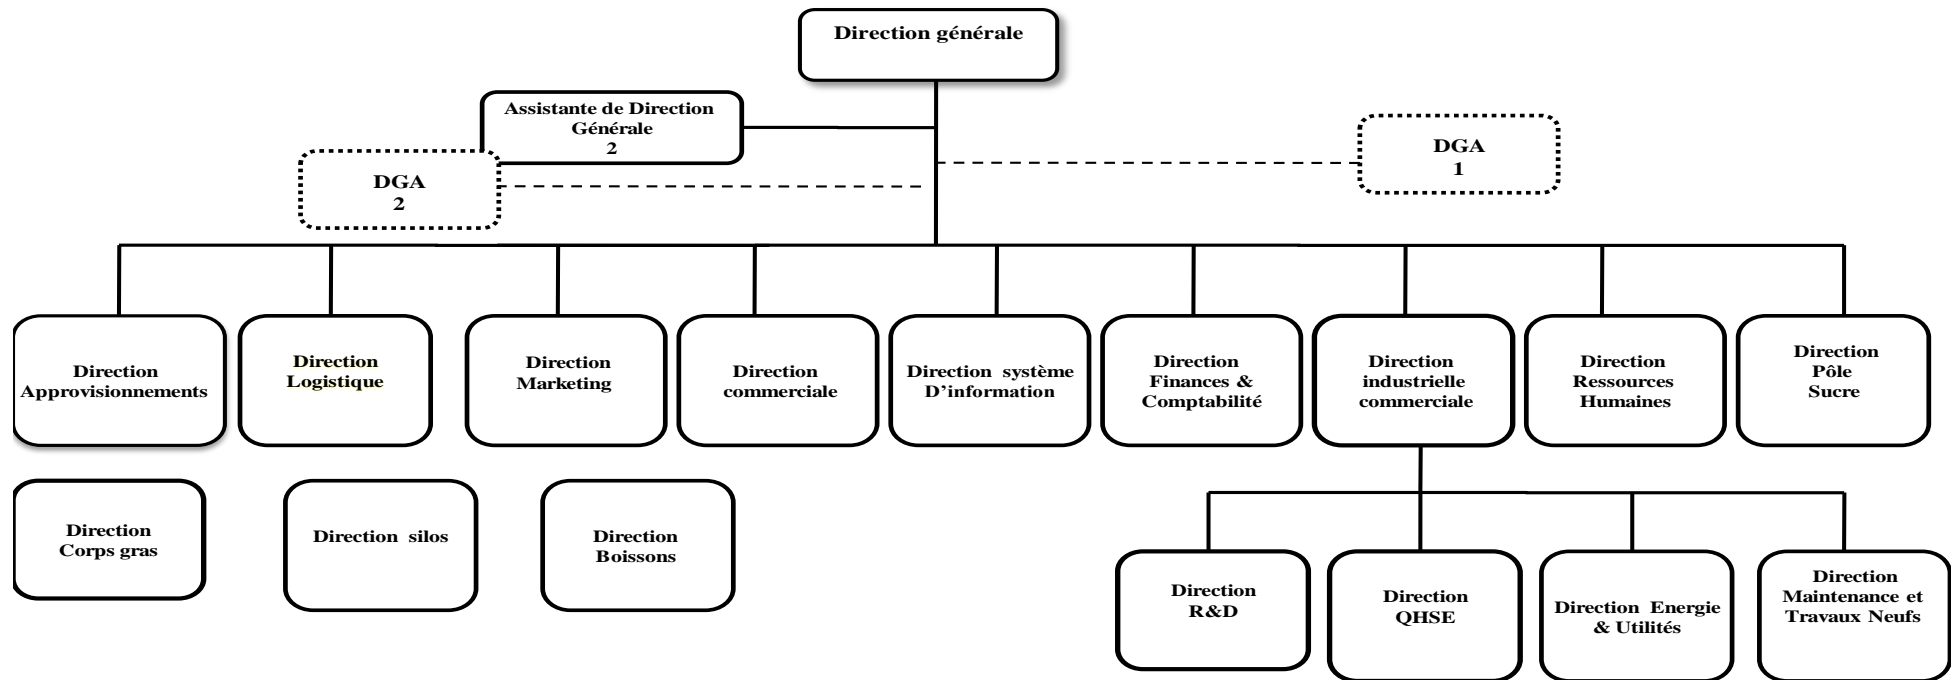 Direction générale
Assistante de Direction
Générale
2
DGA
1
DGA
2
Direction
Approvisionnements
Direction
Logistique
Direction
Marketing
Direction
commerciale
Direction système
D'information
Direction
Finances &
Comptabilité
Direction
industrielle
commerciale
Direction
Ressources
Humaines
Direction
Pôle
Sucre
Direction
Corps gras
Direction silos
Direction
Boissons
Direction
R&D
Direction
QHSE
Direction Energie
& Utilités
Direction
Maintenance et
Travaux Neufs